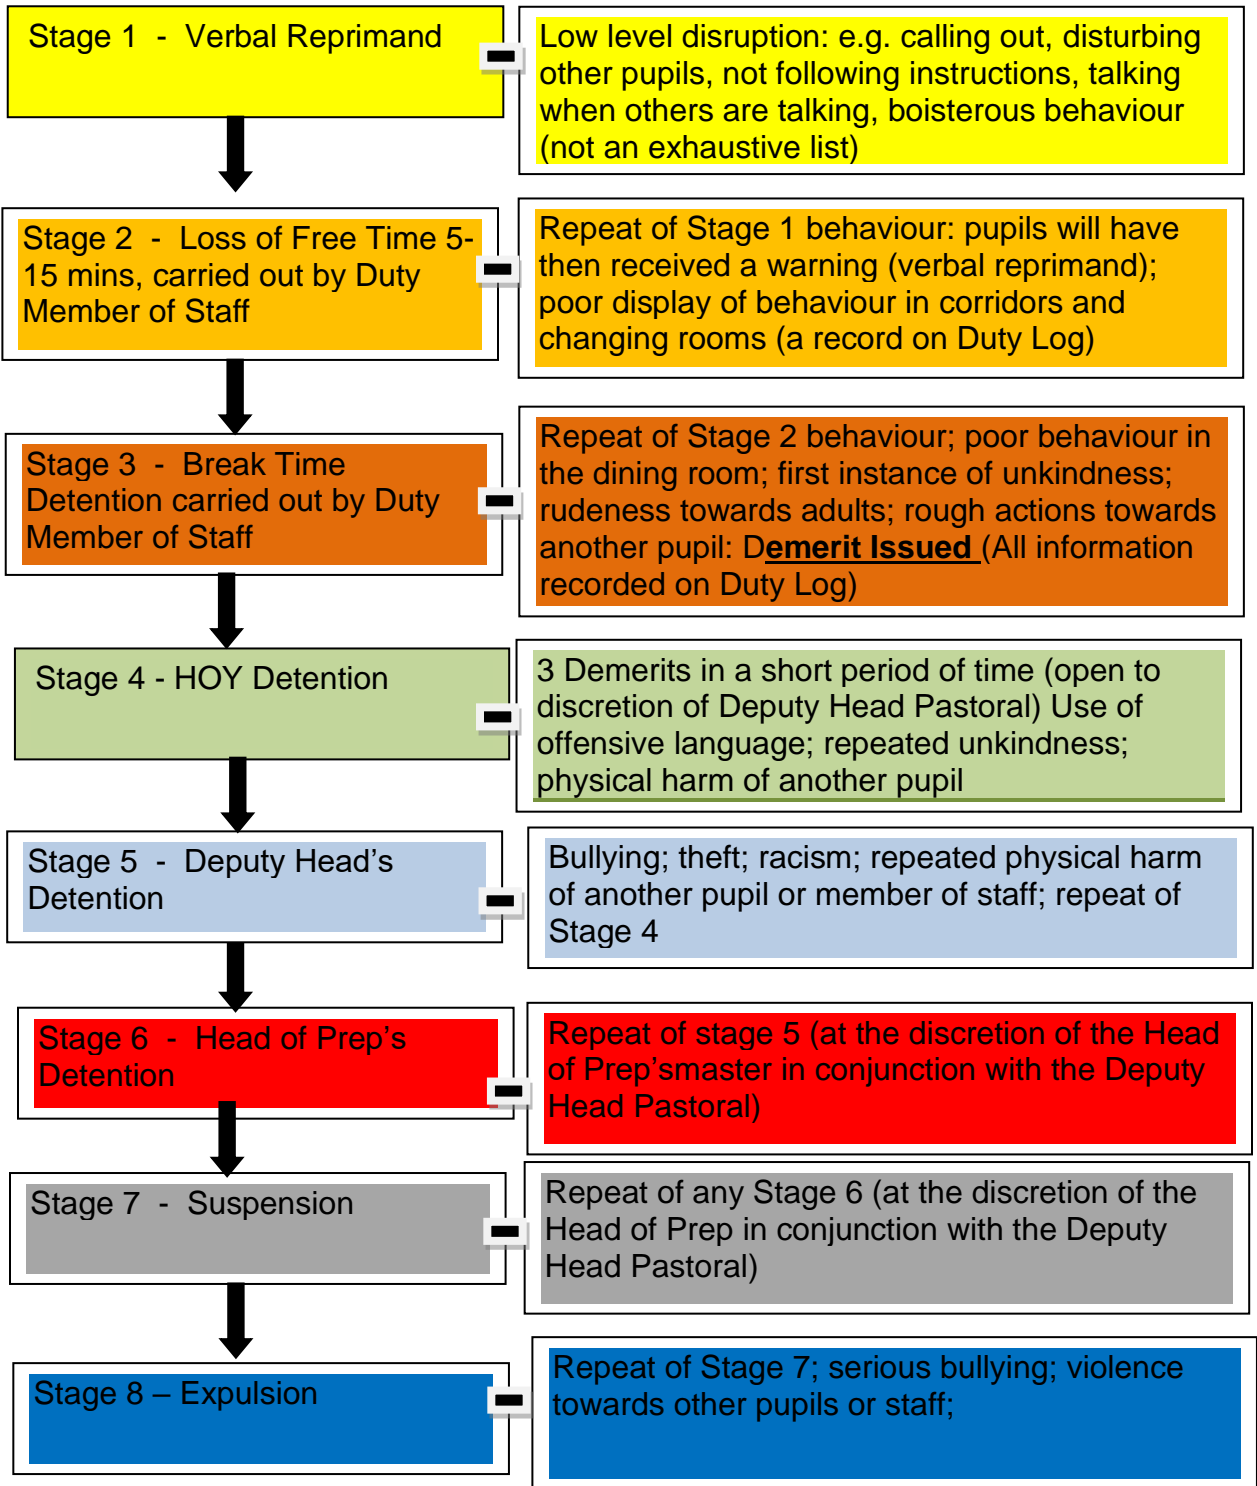 Stage 1 - Verbal Reprimand
Low level disruption: e.g. calling out, disturbing
other pupils, not following instructions, talking
when others are talking, boisterous behaviour
(not an exhaustive list)
Stage 2 - Loss of Free Time 5-
15 mins, carried out by Duty
Member of Staff
Repeat of Stage 1 behaviour: pupils will have
then received a warning (verbal reprimand);
poor display of behaviour in corridors and
changing rooms (a record on Duty Log)
Stage 3 - Break Time
Detention carried out by Duty
Member of Staff
Repeat of Stage 2 behaviour; poor behaviour in
the dining room; first instance of unkindness;
rudeness towards adults; rough actions towards
another pupil: Demerit Issued (All information
recorded on Duty Log)
Stage 4 - HOY Detention
3 Demerits in a short period of time (open to
discretion of Deputy Head Pastoral) Use of
offensive language; repeated unkindness;
physical harm of another pupil
Stage 5 - Deputy Head's
Detention
Bullying; theft; racism; repeated physical harm
of another pupil or member of staff; repeat of
Stage 4
Stage 6 - Head of Prep's
Detention
Repeat of stage 5 (at the discretion of the Head
of Prep'smaster in conjunction with the Deputy
Head Pastoral)
Stage 7 - Suspension
Repeat of any Stage 6 (at the discretion of the
Head of Prep in conjunction with the Deputy
Head Pastoral)
Stage 8 – Expulsion
Repeat of Stage 7; serious bullying; violence
towards other pupils or staff;